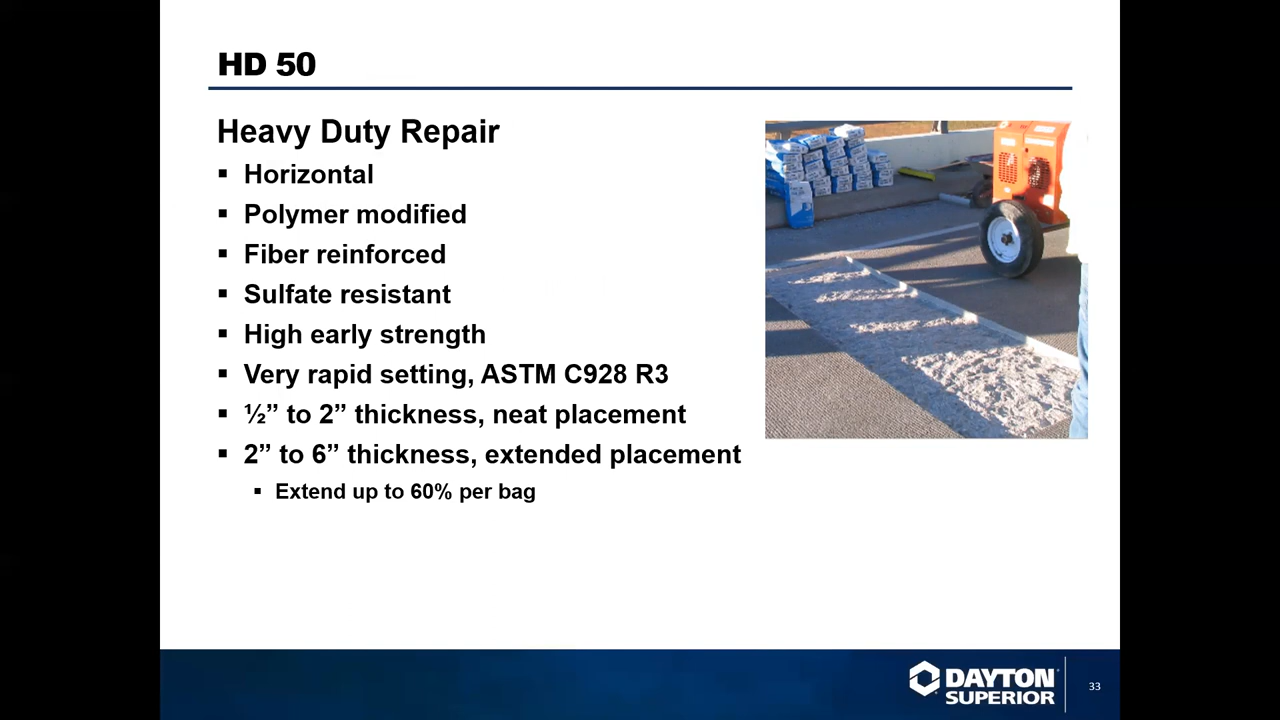 HD 50
Heavy Duty Repair
▪ Horizontal
▪ Polymer modified
▪ Fiber reinforced
▪ Sulfate resistant
▪ High early strength
▪ Very rapid setting, ASTM C928 R3
▪ ½” to 2” thickness, neat placement
▪ 2” to 6” thickness, extended placement
▪ Extend up to 60% per bag
DAYTON
SUPERIOR
33